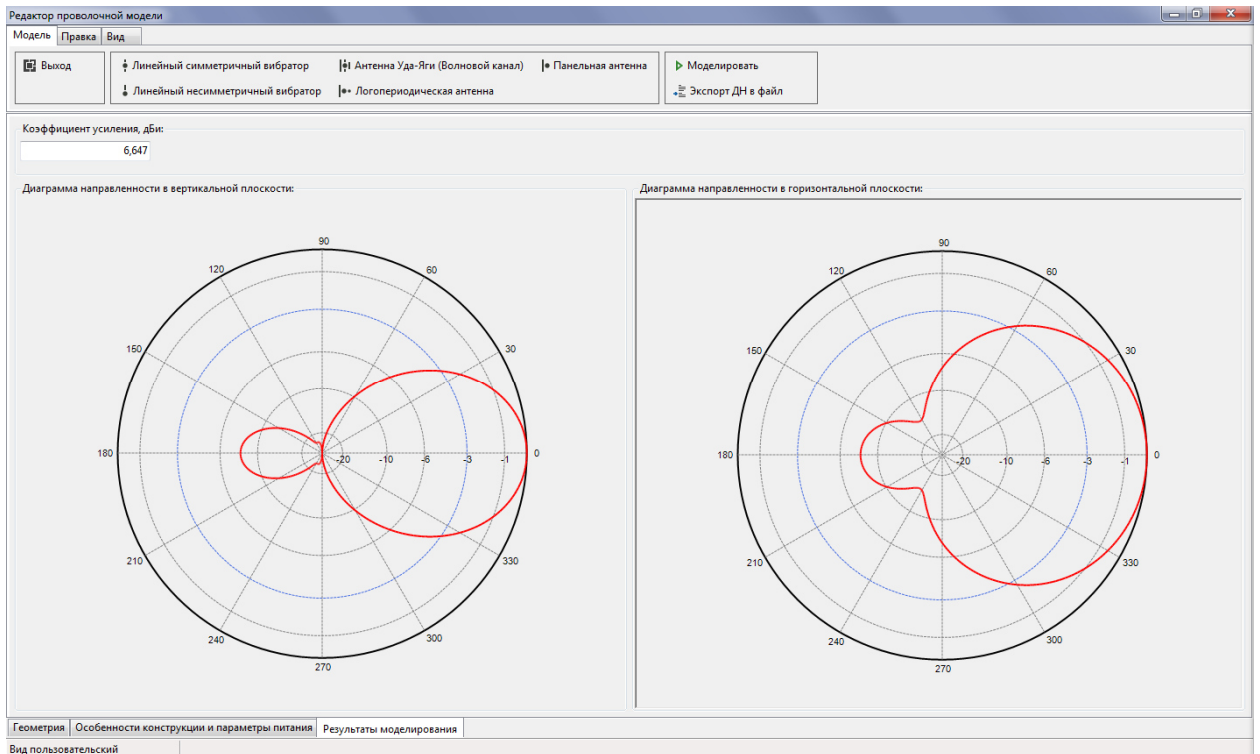 Редактор проволочной модели
Модель Правка Вид
Выход Линейный симметричный вибратор Антенна Уда-Яги (Волновой канал) Панельная антенна Моделировать
Линейный несимметричный вибратор Логопериодическая антенна Экспорт ДН в файл
Коэффициент усиления, дБи:
6,647
Диаграмма направленности в вертикальной плоскости:
90
120 60
150 30
180 -20 -10 -6 -3 -1 0
210 330
240 300
270
Диаграмма направленности в горизонтальной плоскости:
90
120 60
150 30
180 -20 -10 -6 -3 -1 0
210 330
240 300
270
Геометрия Особенности конструкции и параметры питания Результаты моделирования
Вид пользовательский